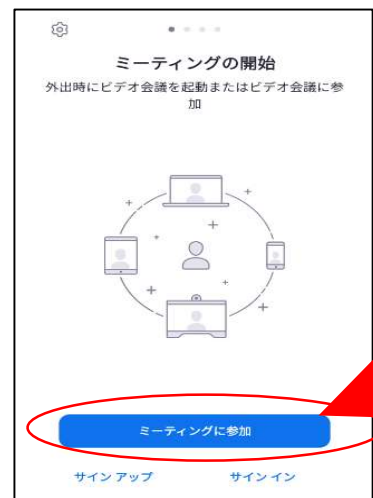 ミーティングの開始
外出時にビデオ会議を起動またはビデオ会議に参
加
ミーティングに参加
サイン アップ サイン イン